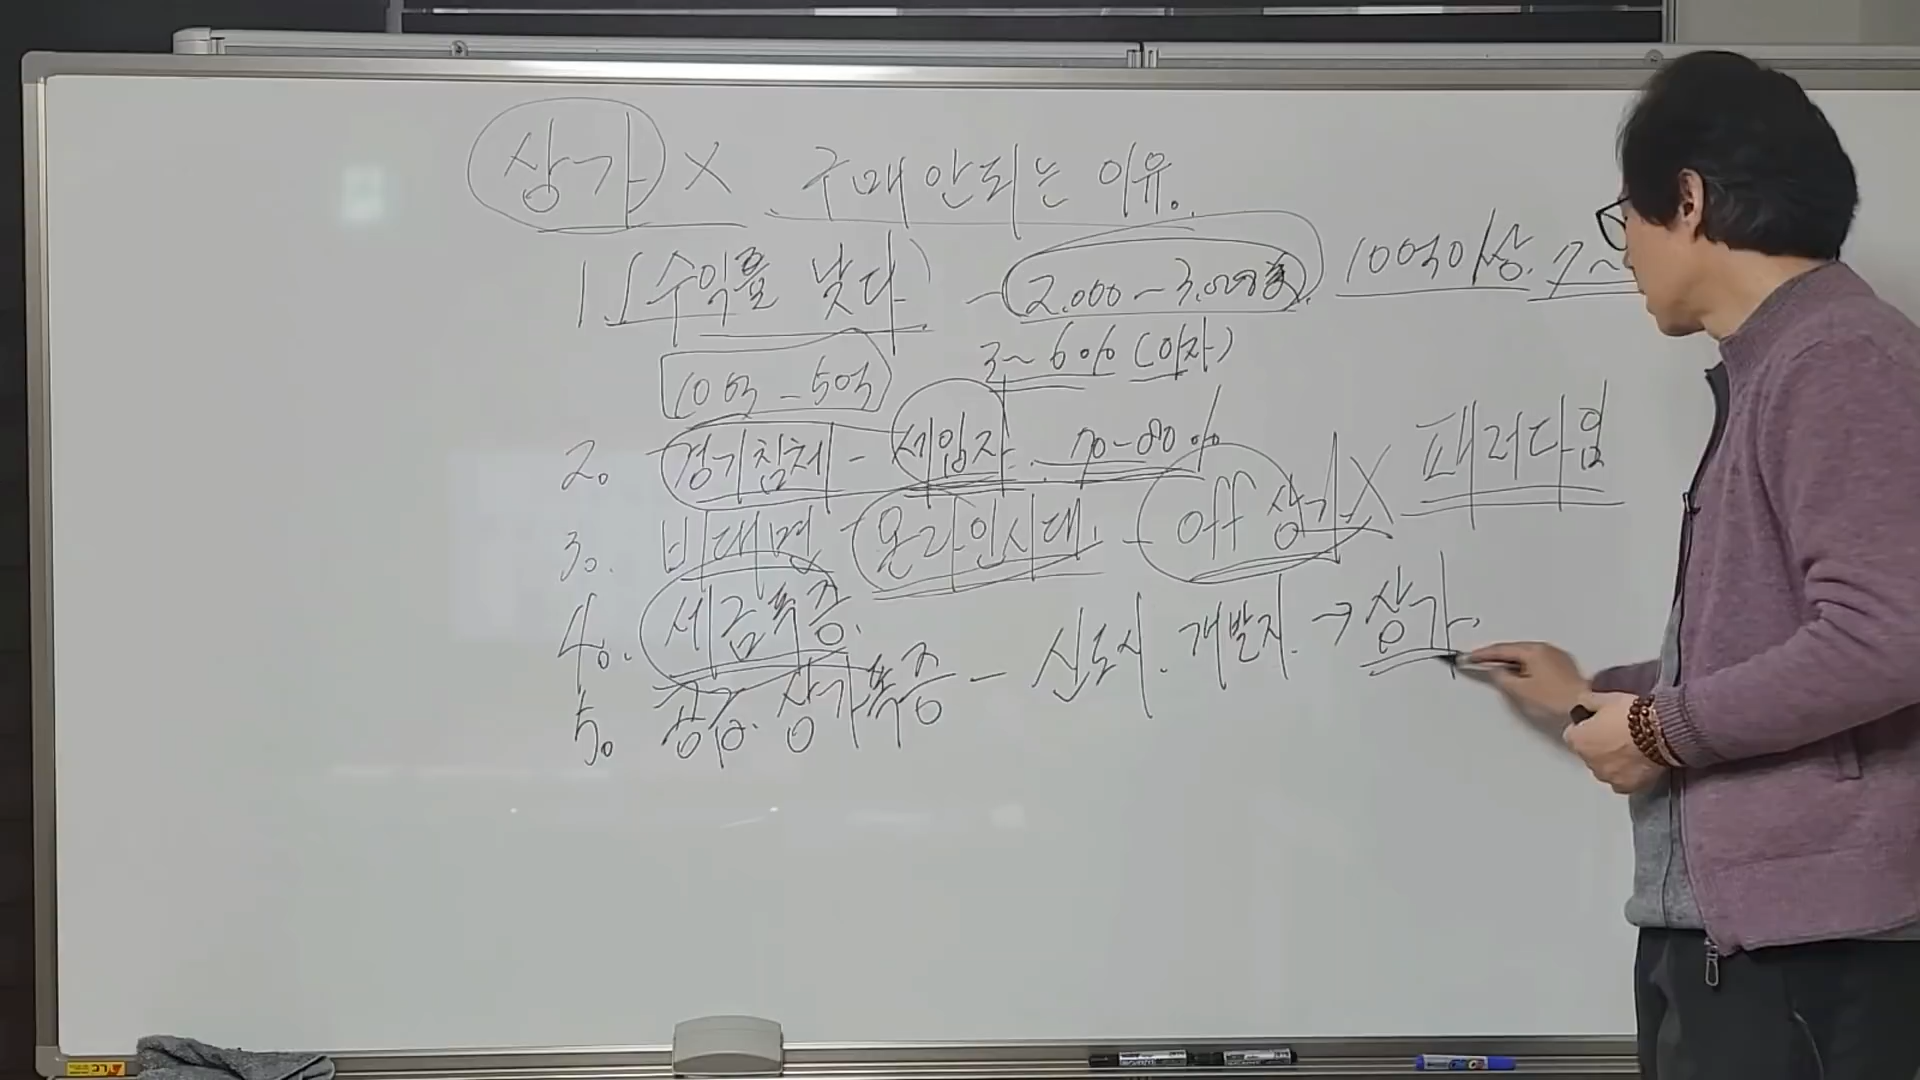 상가 X 구매 안되는 이유.
1. 수익률 낮다 - 2.000 - 3.000 100억이상. 7~
10억 - 5억 3~6% (이자)
2. 경기침체 - 세입자. 70-80%
3. 비대면 - 온라인시대. - off 상가 X 패러다임
4. 세금폭증.
5. 공급. 상가폭증 - 신도시. 개발지. → 상가.